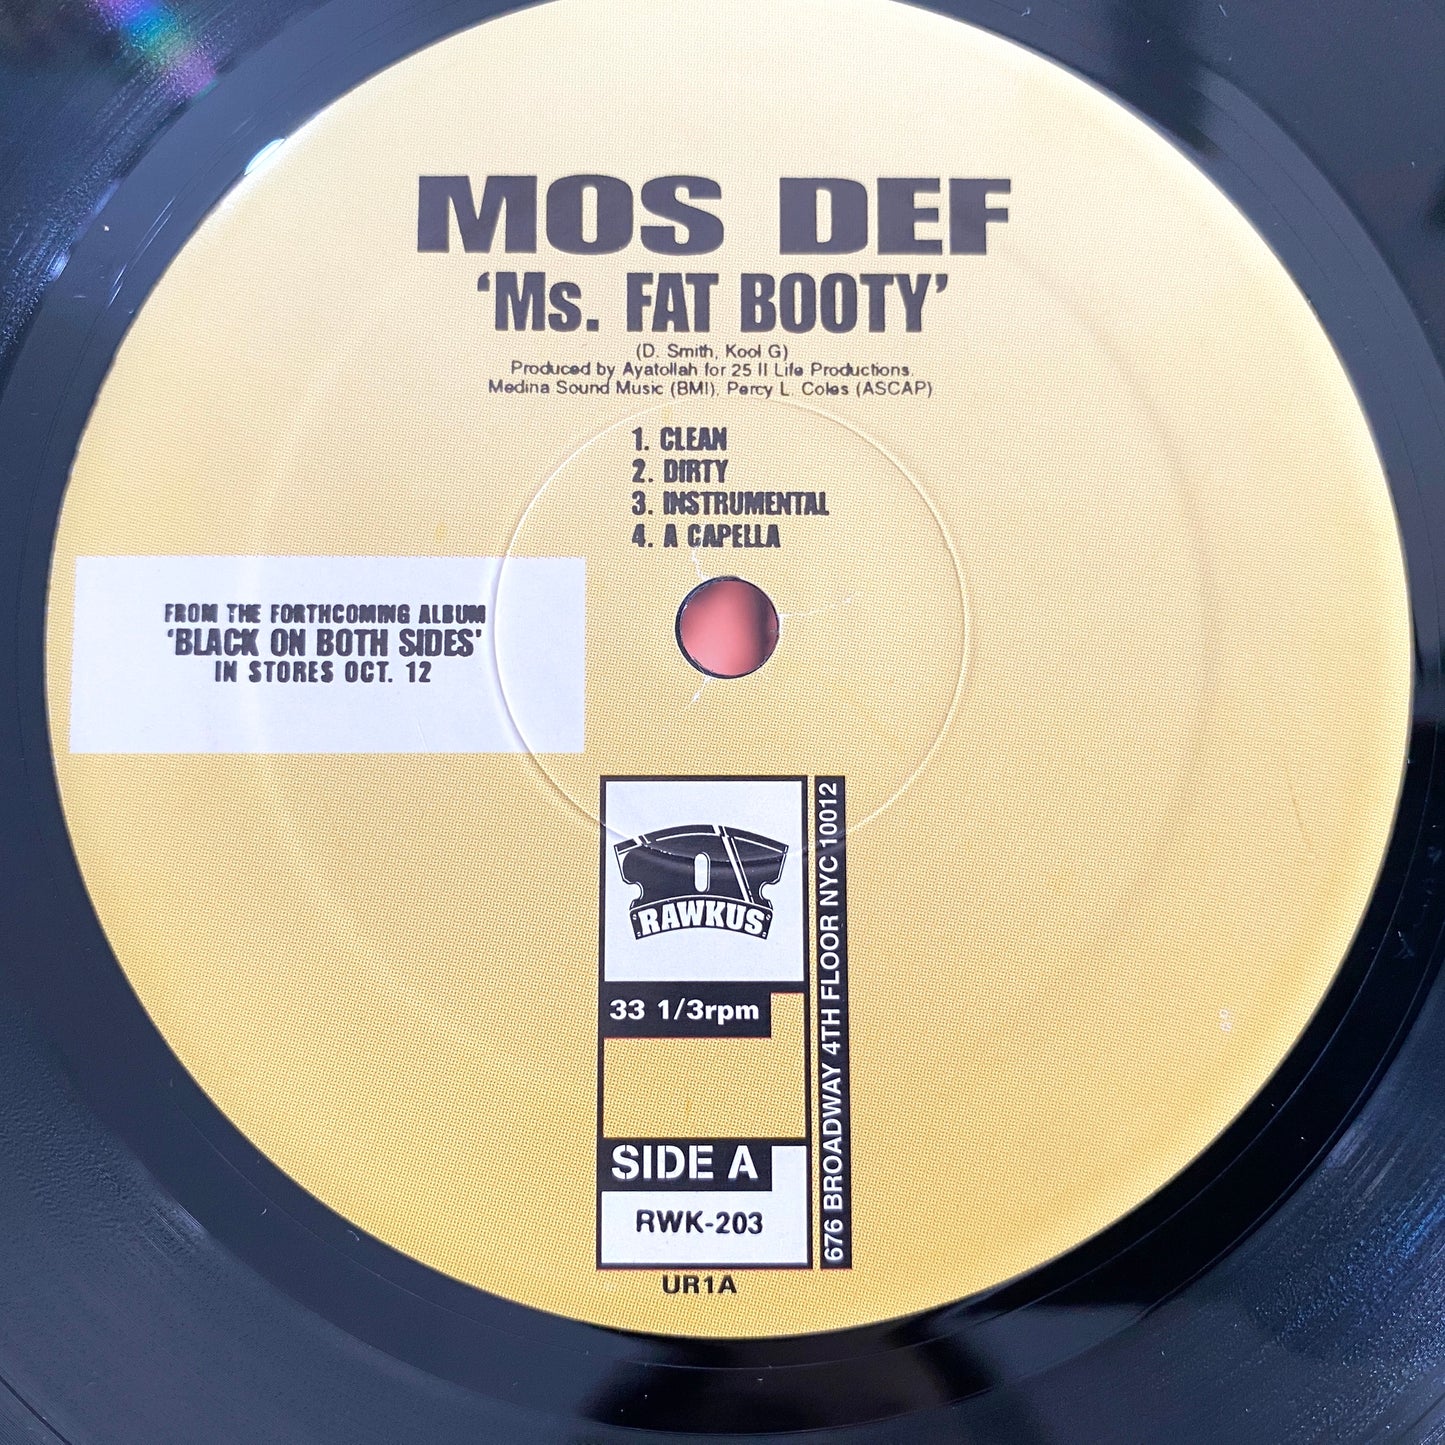 MOS DEF
‘Ms. FAT BOOTY’
(D. Smith, Kool G)
Produced by Ayatollah for 25 II Life Productions.
Medina Sound Music (BMI). Percy L. Coles (ASCAP)
1. CLEAN
2. DIRTY
3. INSTRUMENTAL
4. A CAPELLA
FROM THE FORTHCOMING ALBUM
‘BLACK ON BOTH SIDES’
IN STORES OCT. 12
RAWKUS
33 1/3rpm
SIDE A
RWK-203
UR1A
676 BROADWAY 4TH FLOOR NYC 10012